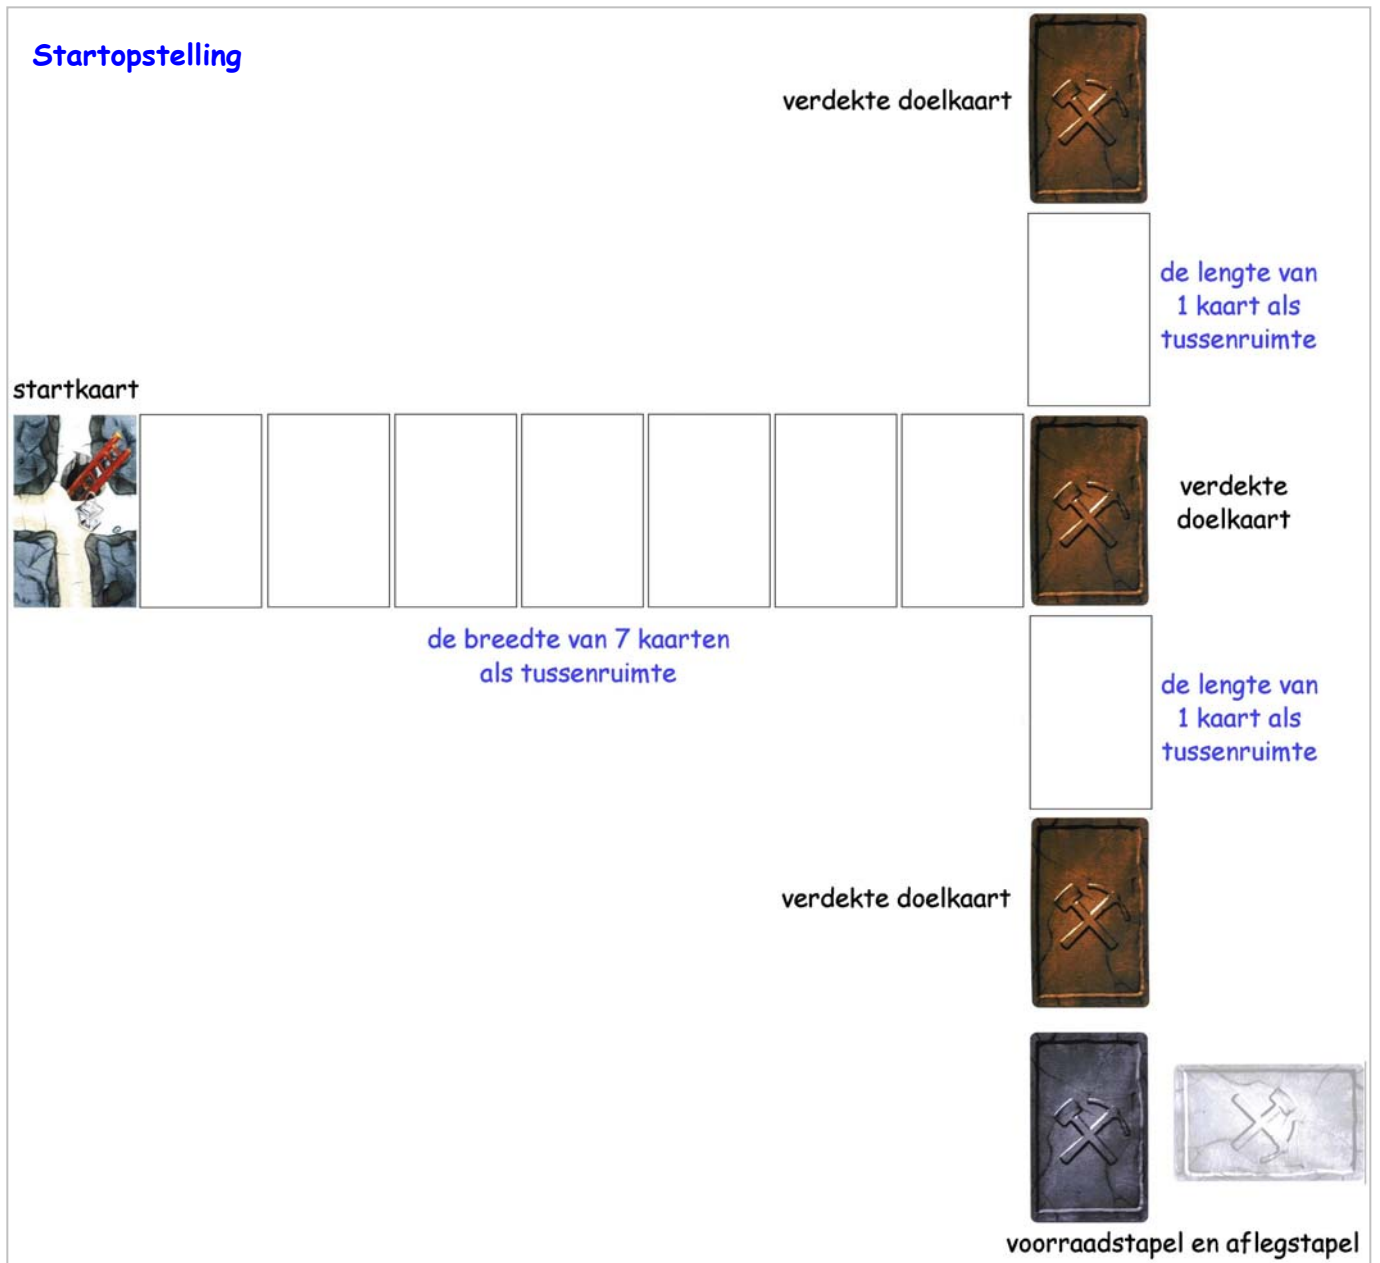 Startopstelling
verdekte doelkaart
de lengte van
1 kaart als
tussenruimte
startkaart
verdekte
doelkaart
de breedte van 7 kaarten
als tussenruimte
de lengte van
1 kaart als
tussenruimte
verdekte doelkaart
voorraadstapel en aflegstapel